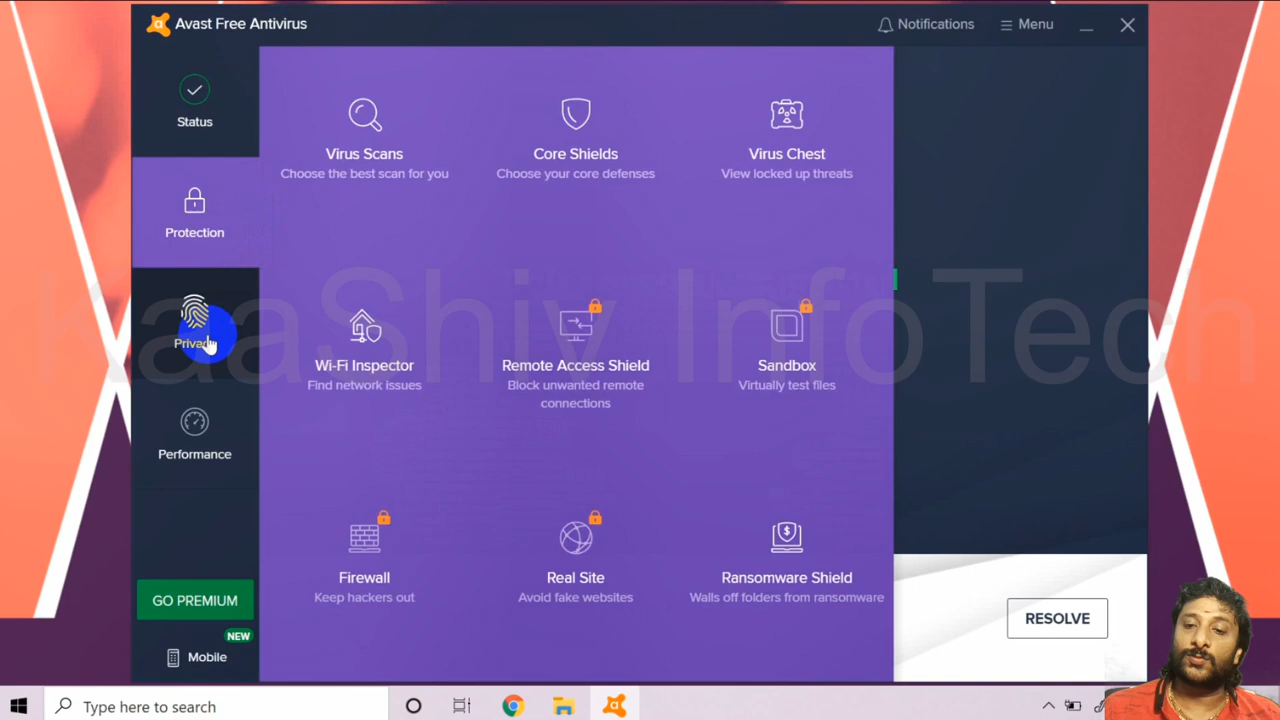 Avast Free Antivirus
Notifications
Menu
Status
Virus Scans
Choose the best scan for you
Core Shields
Choose your core defenses
Virus Chest
View locked up threats
Protection
KaaShiv InfoTech
Privacy
Wi-Fi Inspector
Find network issues
Remote Access Shield
Block unwanted remote
connections
Sandbox
Virtually test files
Performance
Firewall
Keep hackers out
Real Site
Avoid fake websites
Ransomware Shield
Walls off folders from ransomware
GO PREMIUM
RESOLVE
NEW
Mobile
Type here to search